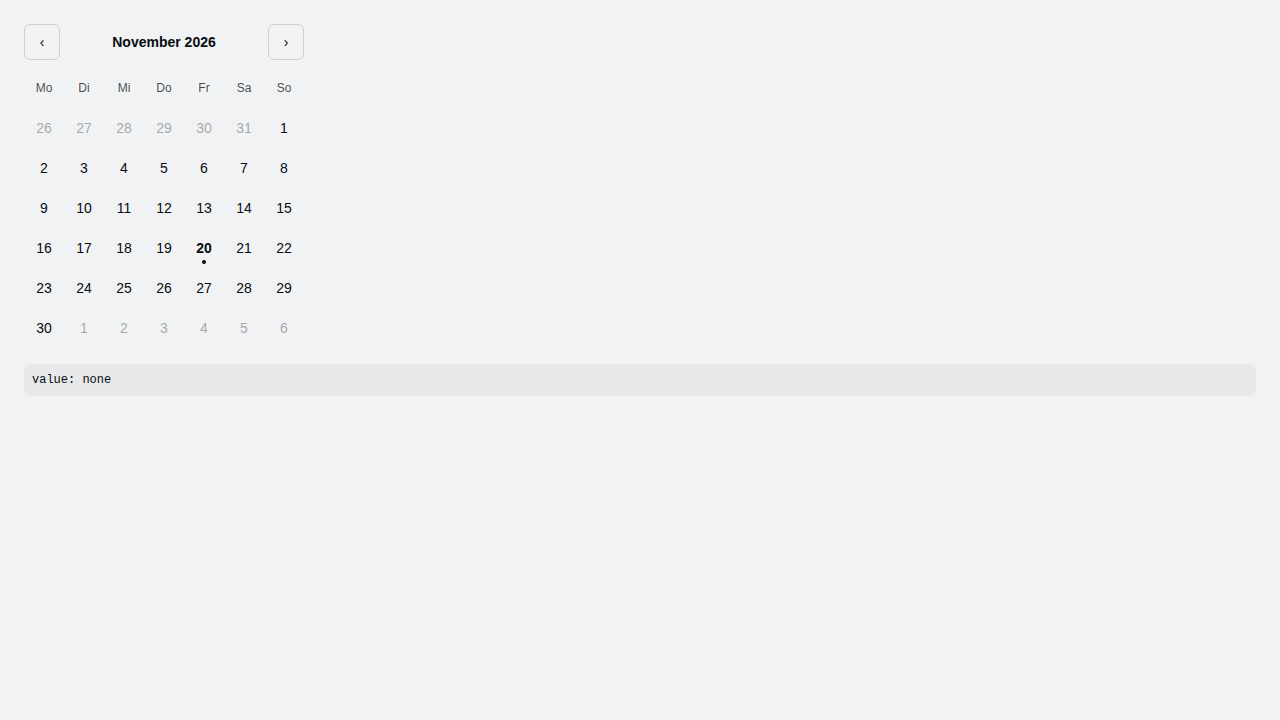 ‹ November 2026 ›
Mo Di Mi Do Fr Sa So
26 27 28 29 30 31 1
2 3 4 5 6 7 8
9 10 11 12 13 14 15
16 17 18 19 20 21 22
23 24 25 26 27 28 29
30 1 2 3 4 5 6
value: none